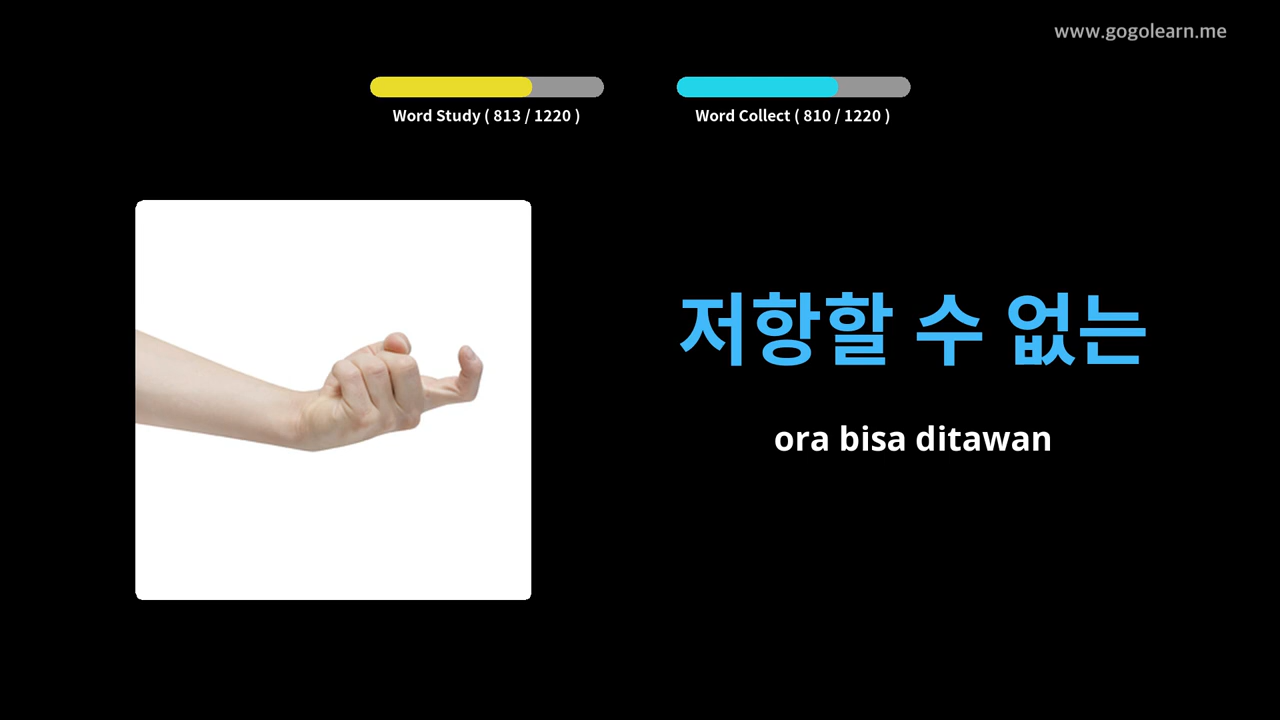 www.gogolearn.me
Word Study ( 813 / 1220 )
Word Collect ( 810 / 1220 )
저항할 수 없는
ora bisa ditawan